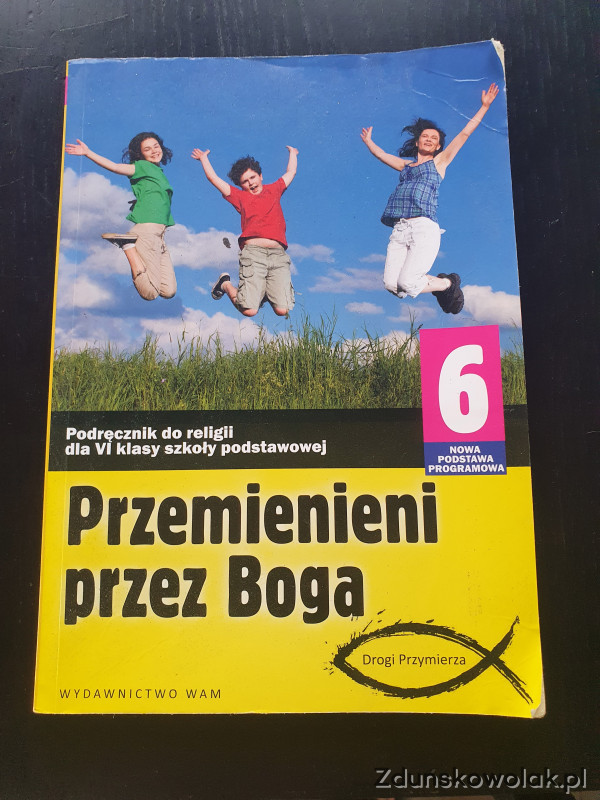 6
NOWA
PODSTAWA
PROGRAMOWA
Podręcznik do religii
dla VI klasy szkoły podstawowej
Przemienieni
przez Boga
Drogi Przymierza
WYDAWNICTWO WAM
Zduńskowolak.pl